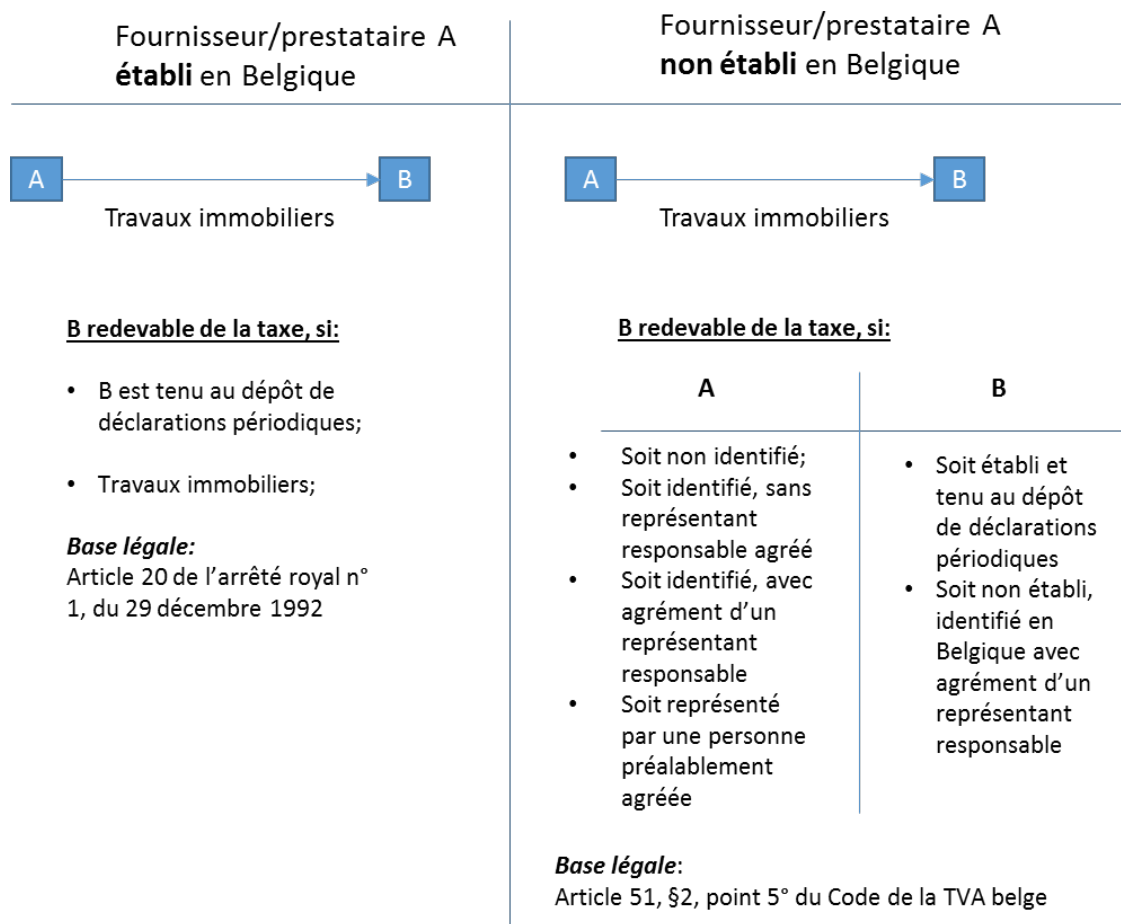 Fournisseur/prestataire A
établi en Belgique
A
B
Travaux immobiliers
B redevable de la taxe, si:
• B est tenu au dépôt de
déclarations périodiques;
• Travaux immobiliers;
Base légale:
Article 20 de l’arrêté royal n°
1, du 29 décembre 1992
Fournisseur/prestataire A
non établi en Belgique
A
B
Travaux immobiliers
B redevable de la taxe, si:
A
• Soit non identifié;
• Soit identifié, sans
représentant
responsable agréé
• Soit identifié, avec
agrément d’un
représentant
responsable
• Soit représenté
par une personne
préalablement
agréée
B
• Soit établi et
tenu au dépôt
de déclarations
périodiques
• Soit non établi,
identifié en
Belgique avec
agrément d’un
représentant
responsable
Base légale:
Article 51, §2, point 5° du Code de la TVA belge